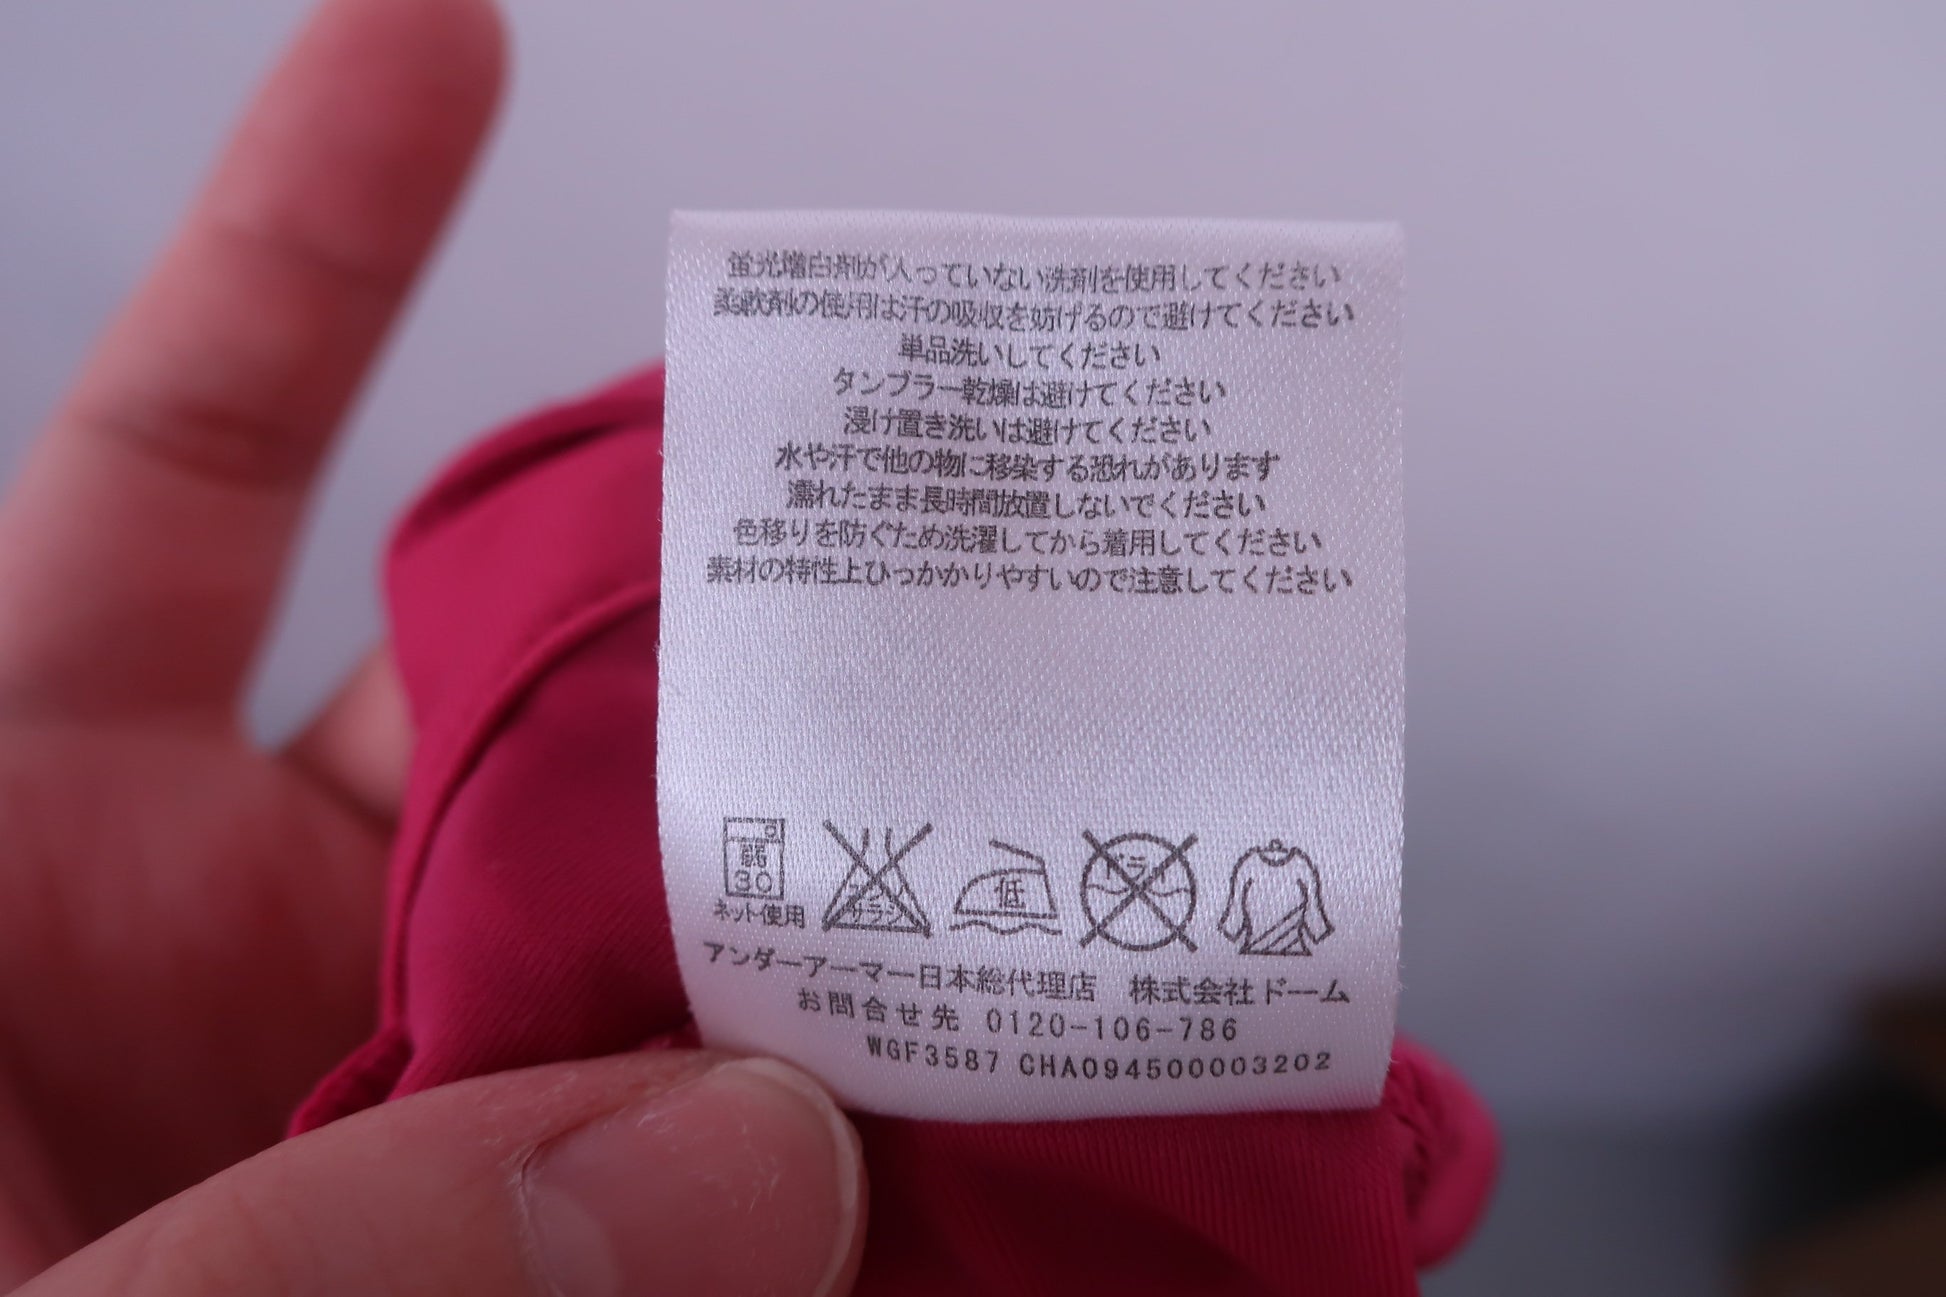 蛍光増白剤が入っていない洗剤を使用してください
柔軟剤の使用は汗の吸収を妨げるので避けてください
単品洗いしてください
タンブラー乾燥は避けてください
浸け置き洗いは避けてください
水や汗で他の物に移染する恐れがあります
濡れたまま長時間放置しないでください
色移りを防ぐため洗濯してから着用してください
素材の特性上ひっかかりやすいので注意してください
弱
30
ネット使用
エンソ
サラシ
低
ドライ
アンダーアーマー日本総代理店 株式会社ドーム
お問合せ先 0120-106-786
WGF3587 CHA094500003202